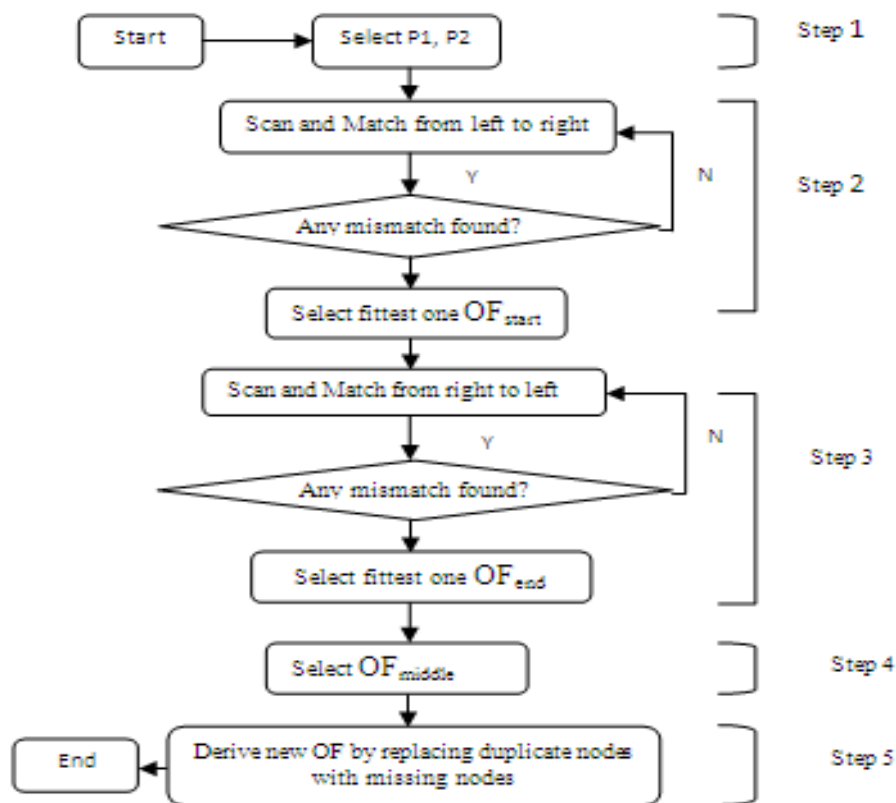 Start
Select P1, P2
Step 1
Scan and Match from left to right
Y
N
Step 2
Any mismatch found?
Select fittest one OFstart
Scan and Match from right to left
Y
N
Step 3
Any mismatch found?
Select fittest one OFend
Select OFmiddle
Step 4
End
Derive new OF by replacing duplicate nodes
with missing nodes
Step 5